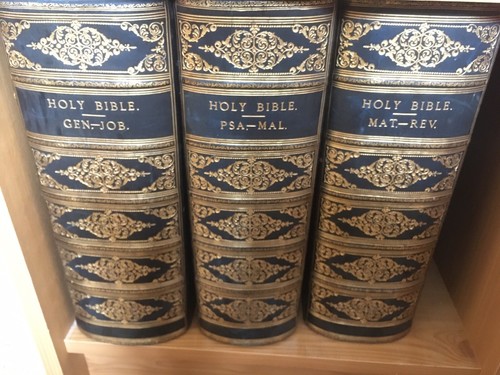 HOLY BIBLE.
GEN.—JOB.
HOLY BIBLE.
PSA.—MAL.
HOLY BIBLE.
MAT.—REV.